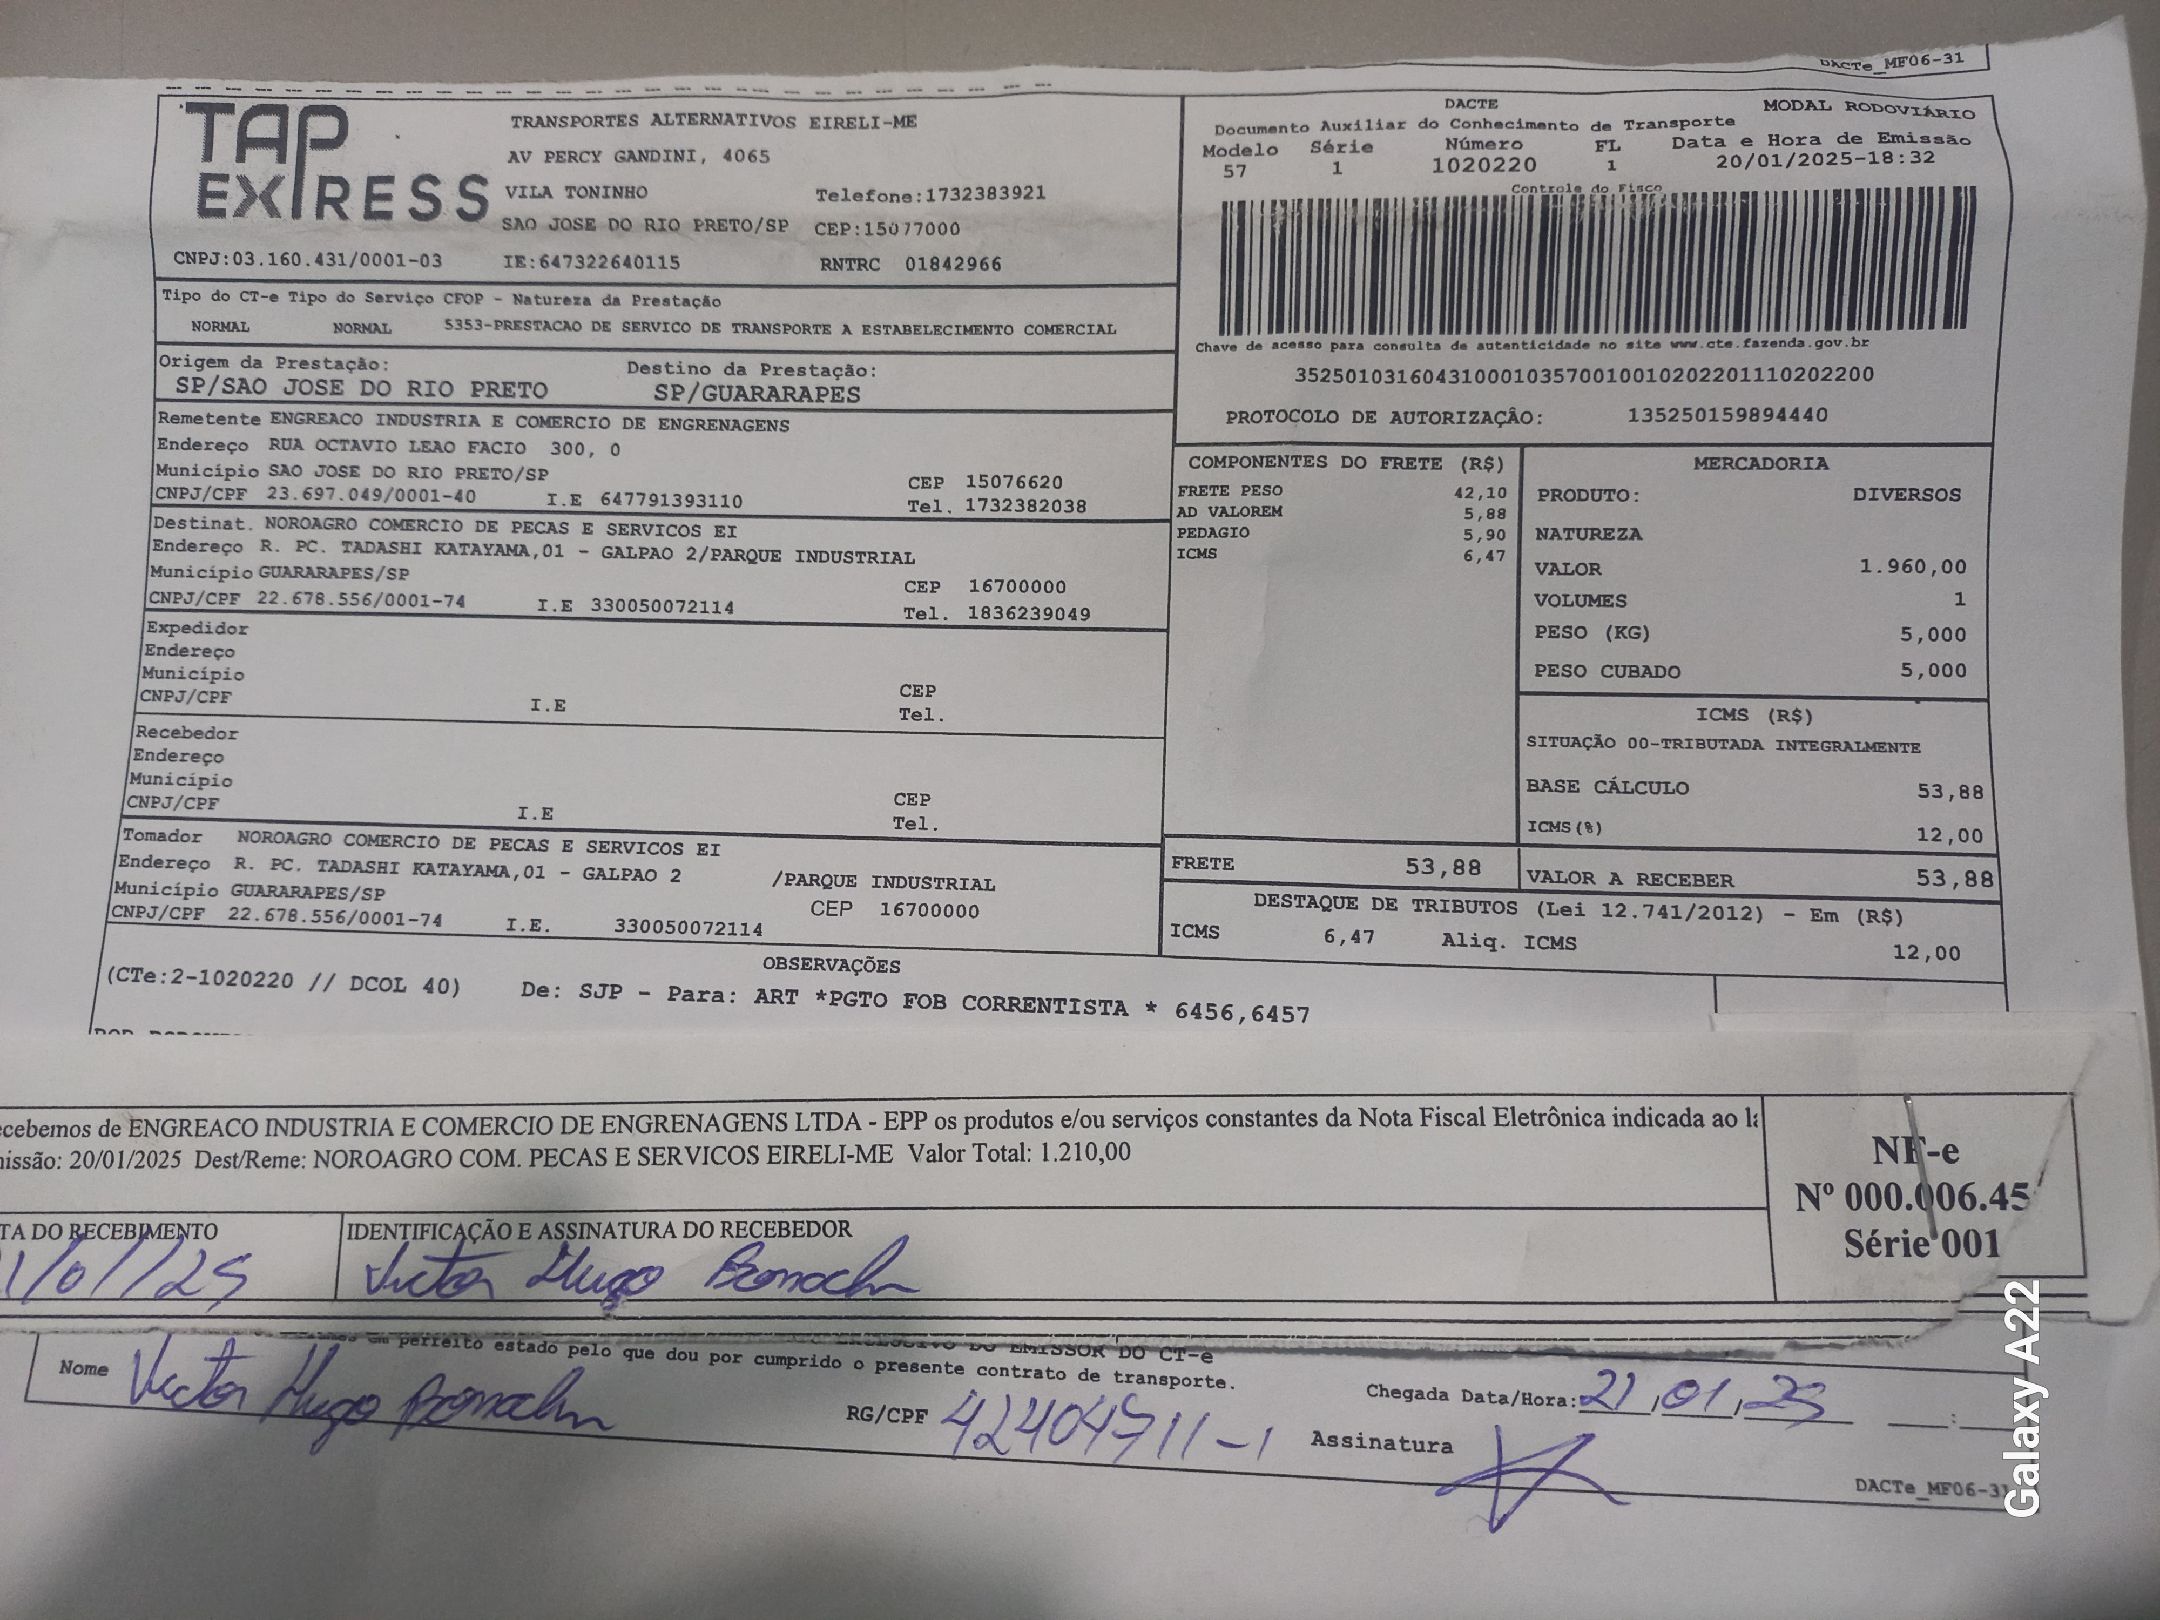 DACTe_MF06-31
TAP EXPRESS
TRANSPORTES ALTERNATIVOS EIRELI-ME
AV PERCY GANDINI, 4065
VILA TONINHO Telefone:1732383921
SAO JOSE DO RIO PRETO/SP CEP:15077000
CNPJ:03.160.431/0001-03 IE:647322640115 RNTRC 01842966
DACTE MODAL RODOVIÁRIO
Documento Auxiliar do Conhecimento de Transporte
Modelo Série Número FL Data e Hora de Emissão
57 1 1020220 1 20/01/2025-18:32
Controle do Fisco
Chave de acesso para consulta de autenticidade no site www.cte.fazenda.gov.br
35250103160431000103570010010202201110202200
PROTOCOLO DE AUTORIZAÇÂO: 135250159894440
Tipo do CT-e Tipo do Serviço CFOP - Natureza da Prestação
NORMAL NORMAL 5353-PRESTACAO DE SERVICO DE TRANSPORTE A ESTABELECIMENTO COMERCIAL
Origem da Prestação: Destino da Prestação:
SP/SAO JOSE DO RIO PRETO SP/GUARARAPES
Remetente ENGREACO INDUSTRIA E COMERCIO DE ENGRENAGENS
Endereço RUA OCTAVIO LEAO FACIO 300, 0
Município SAO JOSE DO RIO PRETO/SP CEP 15076620
CNPJ/CPF 23.697.049/0001-40 I.E 647791393110 Tel. 1732382038
Destinat. NOROAGRO COMERCIO DE PECAS E SERVICOS EI
Endereço R. PC. TADASHI KATAYAMA,01 - GALPAO 2/PARQUE INDUSTRIAL
Município GUARARAPES/SP CEP 16700000
CNPJ/CPF 22.678.556/0001-74 I.E 330050072114 Tel. 1836239049
Expedidor
Endereço
Município CEP
CNPJ/CPF I.E Tel.
Recebedor
Endereço
Município CEP
CNPJ/CPF I.E Tel.
Tomador NOROAGRO COMERCIO DE PECAS E SERVICOS EI
Endereço R. PC. TADASHI KATAYAMA,01 - GALPAO 2 /PARQUE INDUSTRIAL
Município GUARARAPES/SP CEP 16700000
CNPJ/CPF 22.678.556/0001-74 I.E. 330050072114
COMPONENTES DO FRETE (R$)
FRETE PESO 42,10
AD VALOREM 5,88
PEDAGIO 5,90
ICMS 6,47
MERCADORIA
PRODUTO: DIVERSOS
NATUREZA
VALOR 1.960,00
VOLUMES 1
PESO (KG) 5,000
PESO CUBADO 5,000
ICMS (R$)
SITUAÇÃO 00-TRIBUTADA INTEGRALMENTE
BASE CÁLCULO 53,88
ICMS(%) 12,00
FRETE 53,88 VALOR A RECEBER 53,88
DESTAQUE DE TRIBUTOS (Lei 12.741/2012) - Em (R$)
ICMS 6,47 Aliq. ICMS 12,00
OBSERVAÇÕES
(CTe:2-1020220 // DCOL 40) De: SJP - Para: ART *PGTO FOB CORRENTISTA * 6456,6457
cebemos de ENGREACO INDUSTRIA E COMERCIO DE ENGRENAGENS LTDA - EPP os produtos e/ou serviços constantes da Nota Fiscal Eletrônica indicada ao la
issão: 20/01/2025 Dest/Reme: NOROAGRO COM. PECAS E SERVICOS EIRELI-ME Valor Total: 1.210,00
NF-e
Nº 000.006.45
Série 001
TA DO RECEBIMENTO IDENTIFICAÇÃO E ASSINATURA DO RECEBEDOR
1/01/25 Victor Hugo
DO EMISSOR DO CT-e
em perfeito estado pelo que dou por cumprido o presente contrato de transporte.
Nome Victor Hugo RG/CPF Chegada Data/Hora: 21,01,25 :
Assinatura
DACTe_MF06-31
Galaxy A22